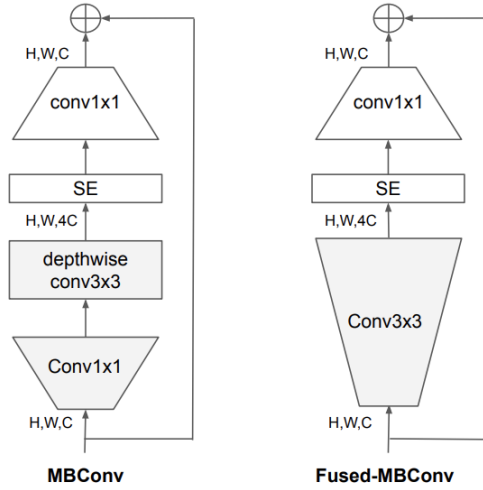 H,W,C
conv1x1
SE
H,W,4C
depthwise
conv3x3
Conv1x1
H,W,C
MBConv
H,W,C
conv1x1
SE
H,W,4C
Conv3x3
H,W,C
Fused-MBConv